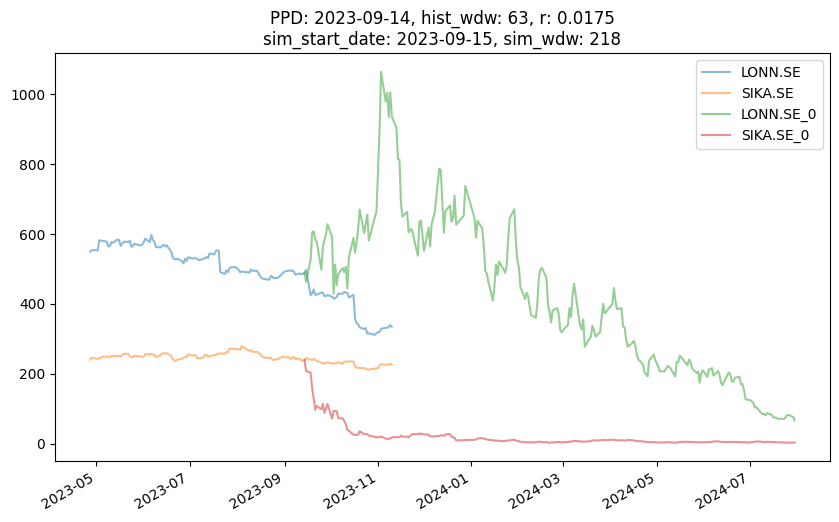 PPD: 2023-09-14, hist_wdw: 63, r: 0.0175
sim_start_date: 2023-09-15, sim_wdw: 218
LONN.SE
SIKA.SE
LONN.SE_0
SIKA.SE_0
1000
800
600
400
200
0
2023-05
2023-07
2023-09
2023-11
2024-01
2024-03
2024-05
2024-07